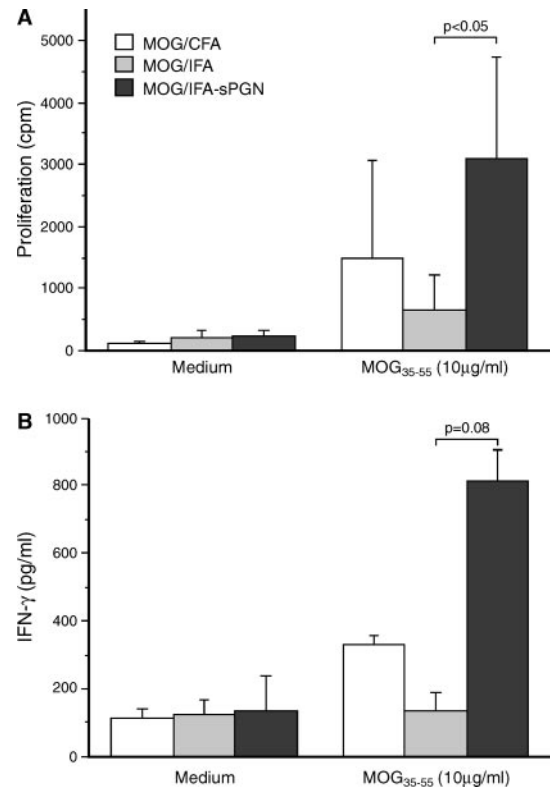 A
p<0.05
5000
4000
3000
2000
1000
0
Proliferation (cpm)
MOG/CFA
MOG/IFA
MOG/IFA-sPGN
Medium
MOG35-55 (10µg/ml)
B
p=0.08
1000
800
600
400
200
0
IFN-γ (pg/ml)
Medium
MOG35-55 (10µg/ml)